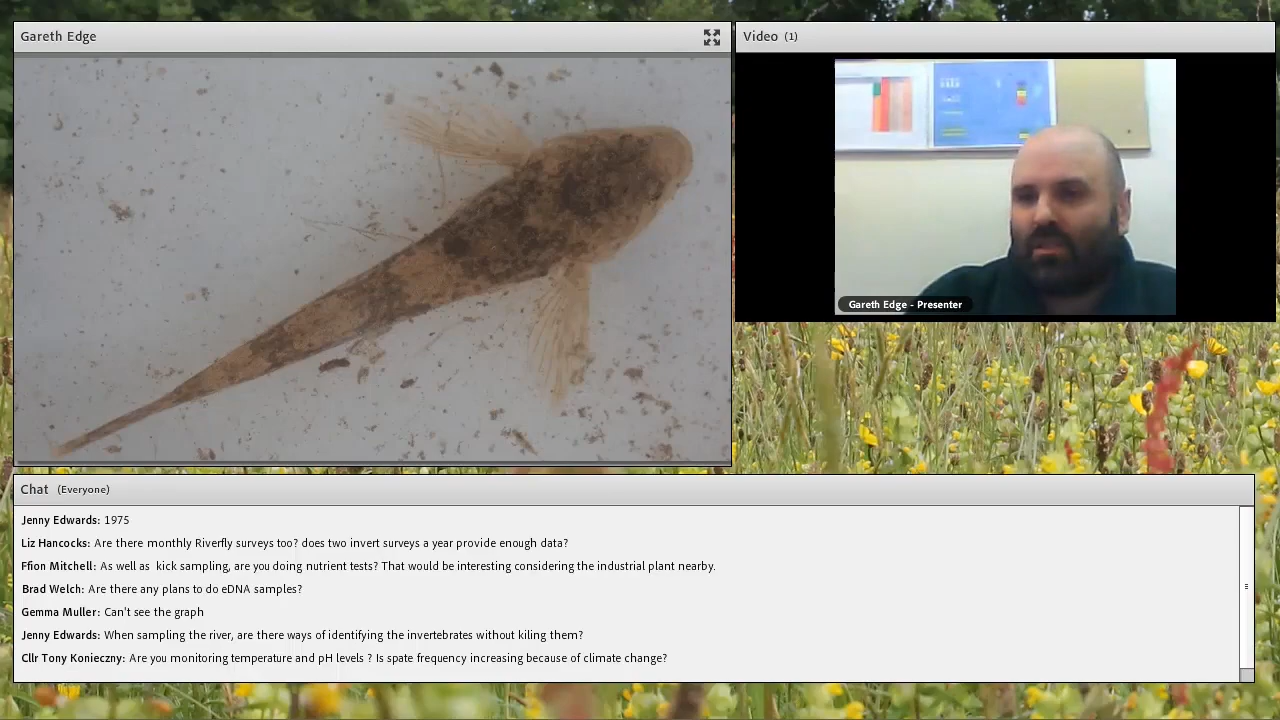 Gareth Edge
Video (1)
Gareth Edge - Presenter
Chat (Everyone)
Jenny Edwards: 1975
Liz Hancocks: Are there monthly Riverfly surveys too? does two invert surveys a year provide enough data?
Ffion Mitchell: As well as  kick sampling, are you doing nutrient tests? That would be interesting considering the industrial plant nearby.
Brad Welch: Are there any plans to do eDNA samples?
Gemma Muller: Can't see the graph
Jenny Edwards: When sampling the river, are there ways of identifying the invertebrates without kiling them?
Cllr Tony Konieczny: Are you monitoring temperature and pH levels ? Is spate frequency increasing because of climate change?